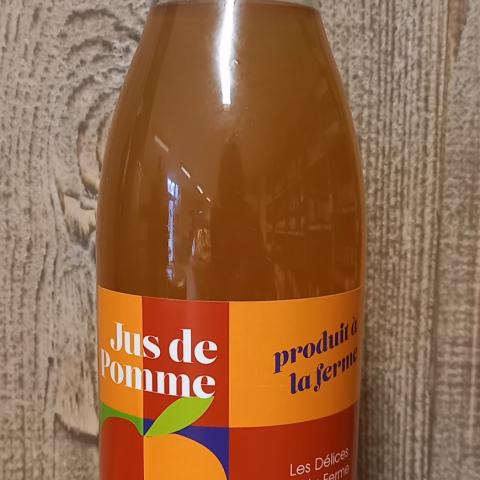 Jus de
Pomme
produit à
la ferme
Les Délices
Ferme